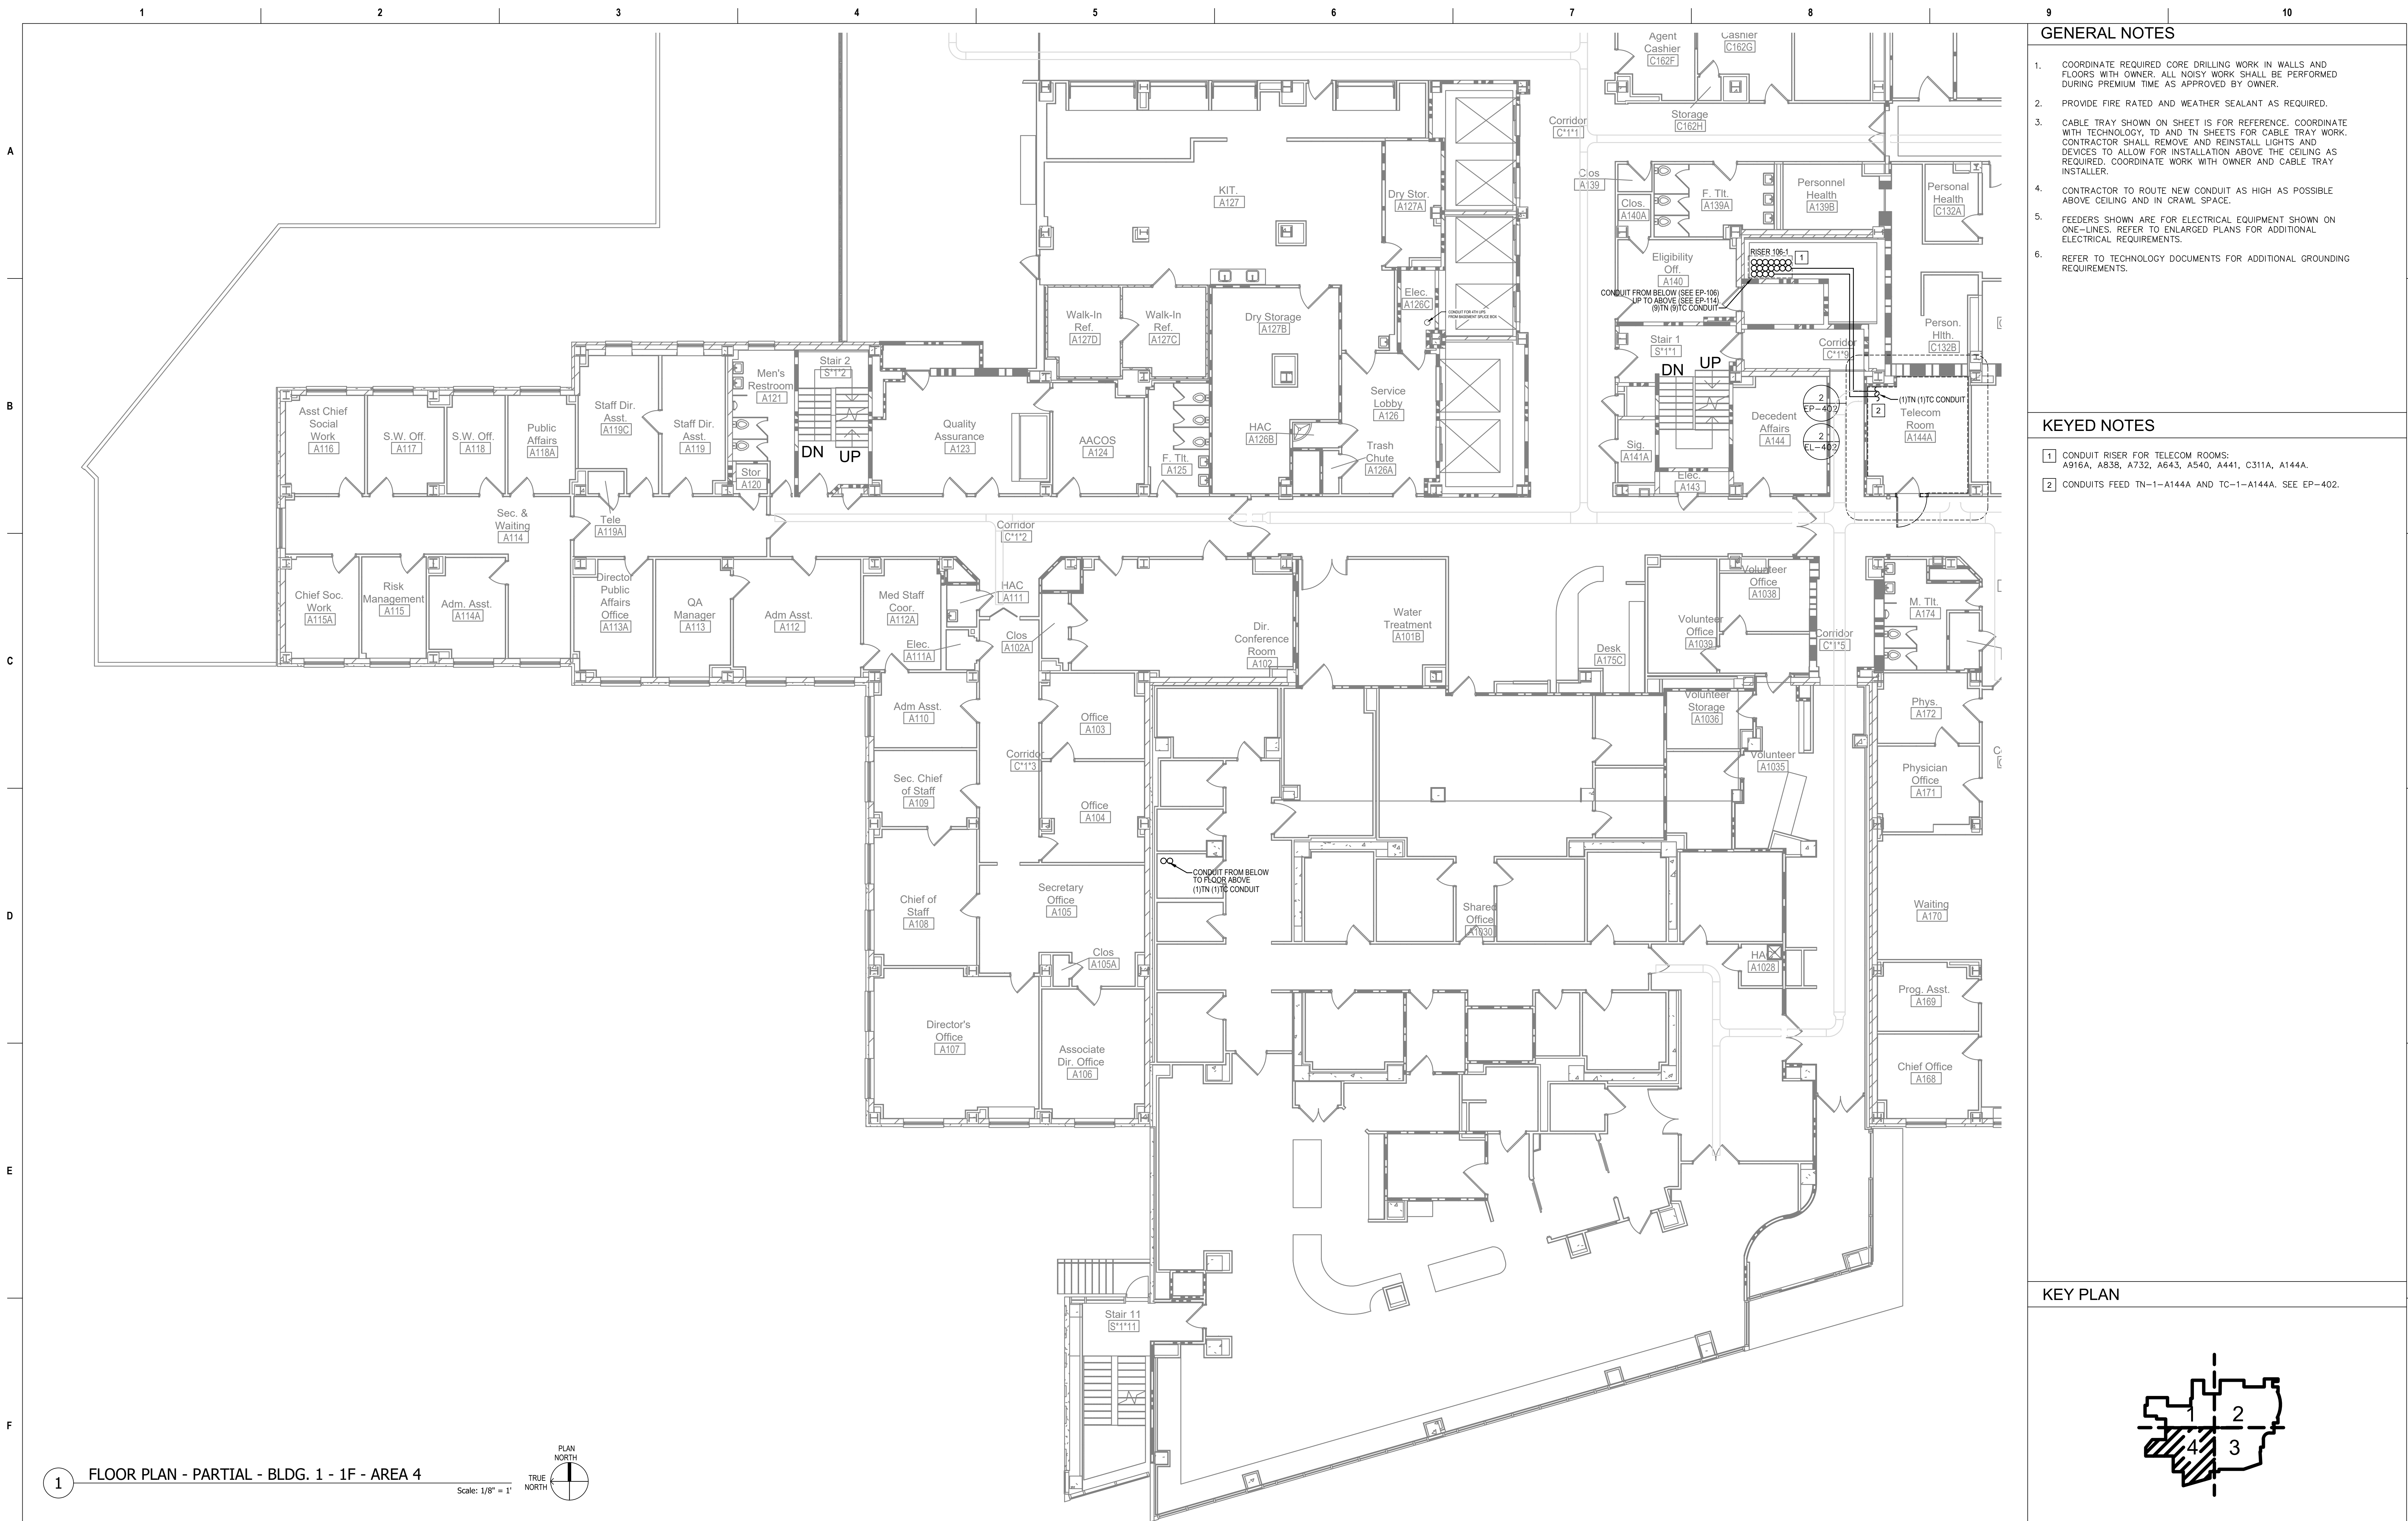 1 2 3 4 5 6 7 8 9 10
A
B
C
D
E
F
GENERAL NOTES
1. COORDINATE REQUIRED CORE DRILLING WORK IN WALLS AND
FLOORS WITH OWNER. ALL NOISY WORK SHALL BE PERFORMED
DURING PREMIUM TIME AS APPROVED BY OWNER.
2. PROVIDE FIRE RATED AND WEATHER SEALANT AS REQUIRED.
3. CABLE TRAY SHOWN ON SHEET IS FOR REFERENCE. COORDINATE
WITH TECHNOLOGY, TD AND TN SHEETS FOR CABLE TRAY WORK.
CONTRACTOR SHALL REMOVE AND REINSTALL LIGHTS AND
DEVICES TO ALLOW FOR INSTALLATION ABOVE THE CEILING AS
REQUIRED. COORDINATE WORK WITH OWNER AND CABLE TRAY
INSTALLER.
4. CONTRACTOR TO ROUTE NEW CONDUIT AS HIGH AS POSSIBLE
ABOVE CEILING AND IN CRAWL SPACE.
5. FEEDERS SHOWN ARE FOR ELECTRICAL EQUIPMENT SHOWN ON
ONE-LINES. REFER TO ENLARGED PLANS FOR ADDITIONAL
ELECTRICAL REQUIREMENTS.
6. REFER TO TECHNOLOGY DOCUMENTS FOR ADDITIONAL GROUNDING
REQUIREMENTS.
KEYED NOTES
1 CONDUIT RISER FOR TELECOM ROOMS:
A916A, A838, A732, A643, A540, A441, C311A, A144A.
2 CONDUITS FEED TN-1-A144A AND TC-1-A144A. SEE EP-402.
KEY PLAN
1
2
4
3
Agent
Cashier
C162F
Cashier
C162G
Storage
C162H
Corridor
C*1*1
Clos
A139
Clos.
A140A
F. Tlt.
A139A
Personnel
Health
A139B
Personal
Health
C132A
KIT.
A127
Dry Stor.
A127A
Eligibility
Off.
A140
RISER 106-1
1
CONDUIT FROM BELOW (SEE EP-106)
UP TO ABOVE (SEE EP-114)
(9)TN (9)TC CONDUIT
Elec.
A126C
CONDUIT FOR 4TH UPS
FROM BASEMENT SPLICE BOX
Walk-In
Ref.
A127D
Walk-In
Ref.
A127C
Dry Storage
A127B
Stair 1
S*1*1
DN
UP
Corridor
C*1*9
Person.
Hlth.
C132B
Stair 2
S*1*2
DN
UP
Men's
Restroom
A121
Service
Lobby
A126
2
EP-402
2
EL-402
(1)TN (1)TC CONDUIT
2
Telecom
Room
A144A
Decedent
Affairs
A144
Asst Chief
Social
Work
A116
S.W. Off.
A117
S.W. Off.
A118
Public
Affairs
A118A
Staff Dir.
Asst.
A119C
Staff Dir.
Asst.
A119
Stor
A120
Quality
Assurance
A123
AACOS
A124
F. Tlt.
A125
HAC
A126B
Trash
Chute
A126A
Sig.
A141A
Elec.
A143
Sec. &
Waiting
A114
Tele
A119A
Corridor
C*1*2
Chief Soc.
Work
A115A
Risk
Management
A115
Adm. Asst.
A114A
Director
Public
Affairs
Office
A113A
QA
Manager
A113
Adm Asst.
A112
Med Staff
Coor.
A112A
HAC
A111
Elec.
A111A
Clos
A102A
Dir.
Conference
Room
A102
Water
Treatment
A101B
Desk
A175C
Volunteer
Office
A1038
Volunteer
Office
A1039
Corridor
C*1*5
M. Tlt.
A174
Adm Asst.
A110
Office
A103
Volunteer
Storage
A1036
Phys.
A172
Corridor
C*1*3
Sec. Chief
of Staff
A109
Office
A104
Volunteer
A1035
Physician
Office
A171
CONDUIT FROM BELOW
TO FLOOR ABOVE
(1)TN (1)TC CONDUIT
Chief of
Staff
A108
Secretary
Office
A105
Shared
Office
A1030
Waiting
A170
Clos
A105A
HA
A1028
Prog. Asst.
A169
Director's
Office
A107
Associate
Dir. Office
A106
Chief Office
A168
Stair 11
S*1*11
1
FLOOR PLAN - PARTIAL - BLDG. 1 - 1F - AREA 4
Scale: 1/8" = 1'
PLAN
NORTH
TRUE
NORTH